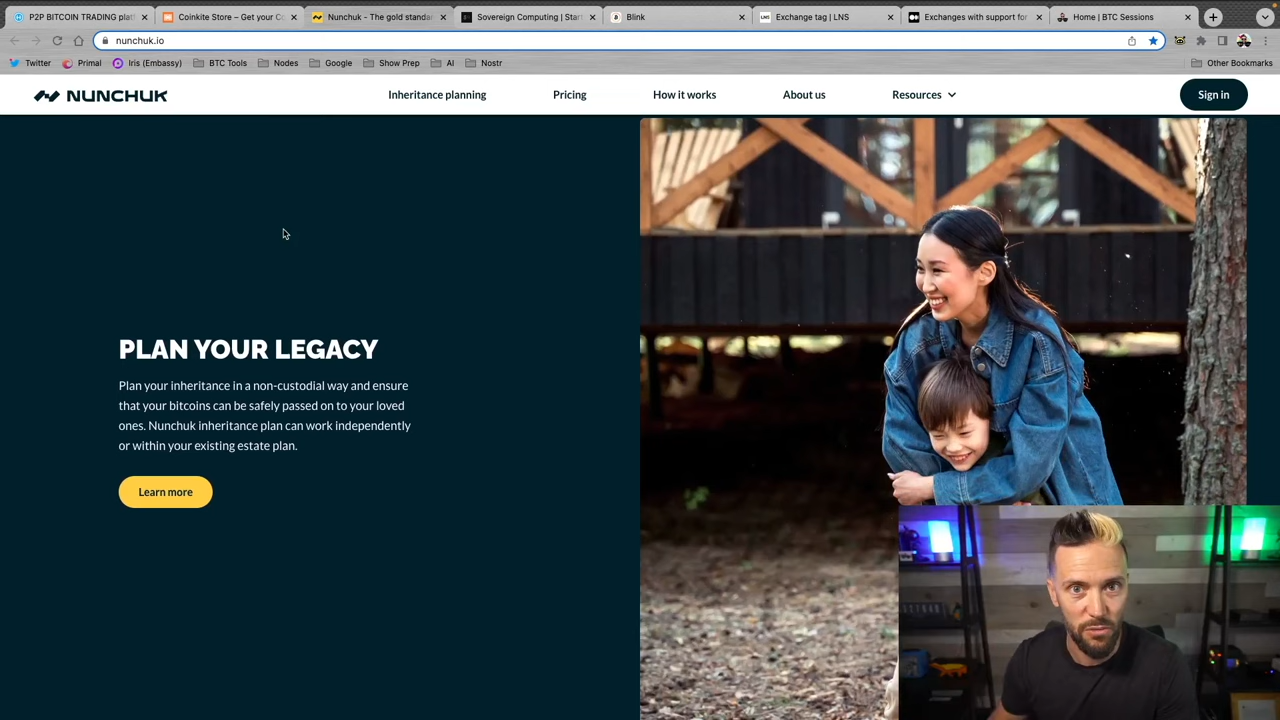 P2P BITCOIN TRADING plat
Coinkite Store – Get your Co
Nunchuk - The gold standa
Sovereign Computing | Start
Blink
Exchange tag | LNS
Exchanges with support for
Home | BTC Sessions
nunchuk.io
Twitter
Primal
Iris (Embassy)
BTC Tools
Nodes
Google
Show Prep
AI
Nostr
Other Bookmarks
NUNCHUK
Inheritance planning
Pricing
How it works
About us
Resources
Sign in
PLAN YOUR LEGACY
Plan your inheritance in a non-custodial way and ensure
that your bitcoins can be safely passed on to your loved
ones. Nunchuk inheritance plan can work independently
or within your existing estate plan.
Learn more